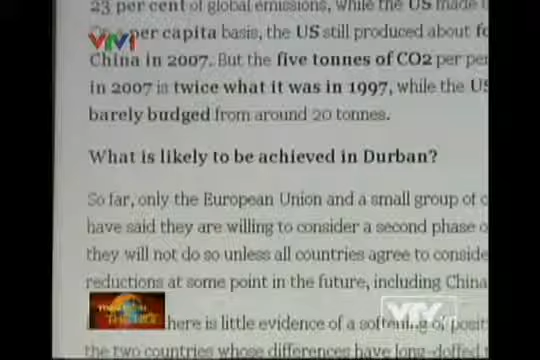 23 per cent of global emissions, while the US made
VTV1
per capita basis, the US still produced about
China in 2007. But the five tonnes of CO2 per
in 2007 is twice what it was in 1997, while the US
barely budged from around 20 tonnes.
What is likely to be achieved in Durban?
So far, only the European Union and a small group of
have said they are willing to consider a second phase
they will not do so unless all countries agree to
reductions at some point in the future, including China
here is little evidence of a softening of
VTV
the two countries whose differences have long